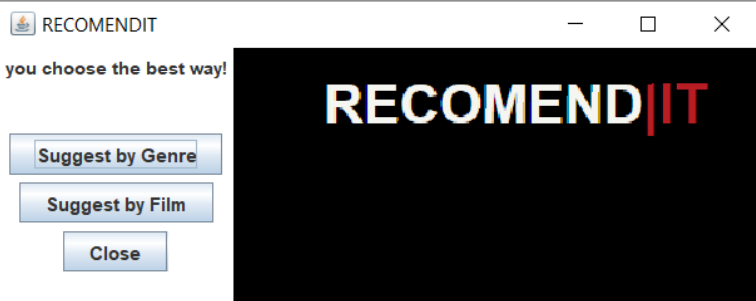 RECOMENDIT
you choose the best way!
RECOMEND|IT
Suggest by Genre
Suggest by Film
Close